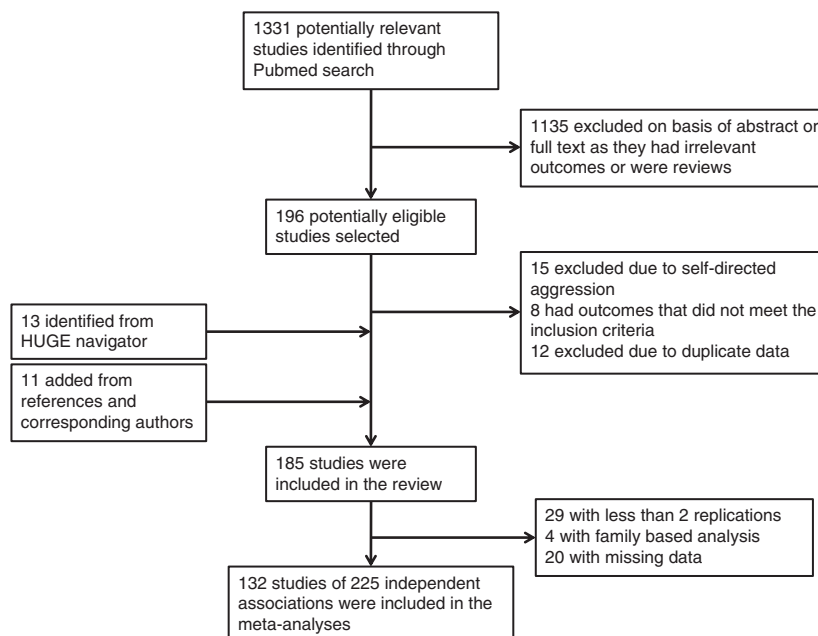 1331 potentially relevant
studies identified through
Pubmed search
1135 excluded on basis of abstract or
full text as they had irrelevant
outcomes or were reviews
196 potentially eligible
studies selected
15 excluded due to self-directed
aggression
8 had outcomes that did not meet the
inclusion criteria
12 excluded due to duplicate data
13 identified from
HUGE navigator
11 added from
references and
corresponding authors
185 studies were
included in the review
29 with less than 2 replications
4 with family based analysis
20 with missing data
132 studies of 225 independent
associations were included in the
meta-analyses